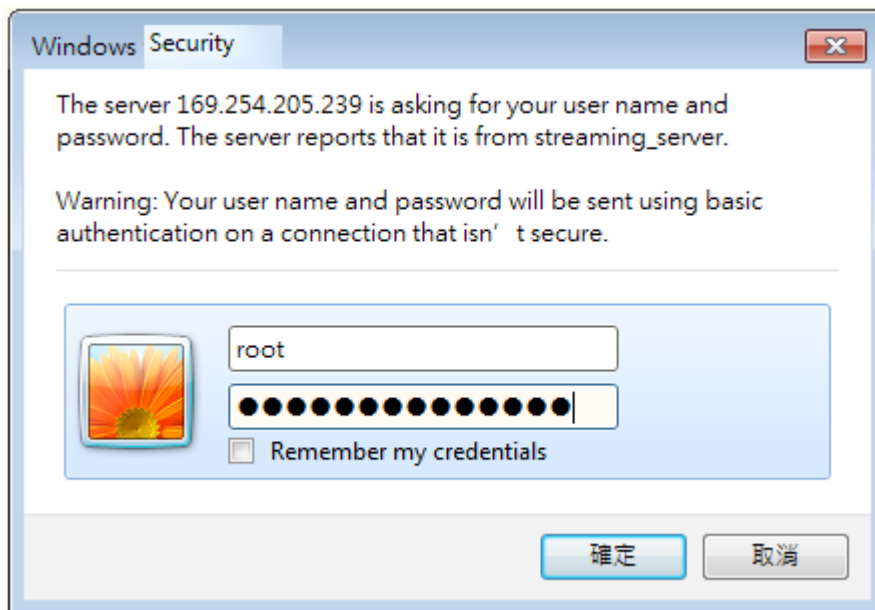 Windows Security
The server 169.254.205.239 is asking for your user name and
password. The server reports that it is from streaming_server.
Warning: Your user name and password will be sent using basic
authentication on a connection that isn’t secure.
root
●●●●●●●●●●●●●●
Remember my credentials
確定
取消